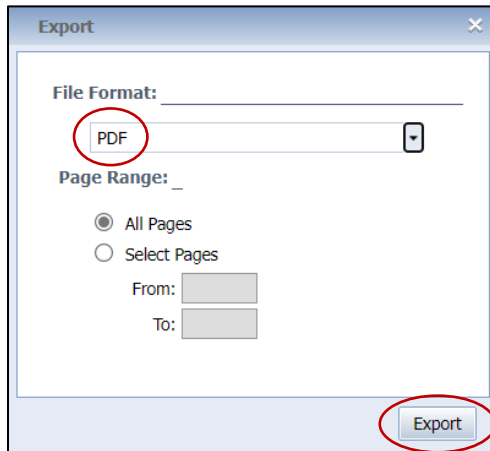 Export
File Format:
PDF
Page Range:
All Pages
Select Pages
From:
To:
Export